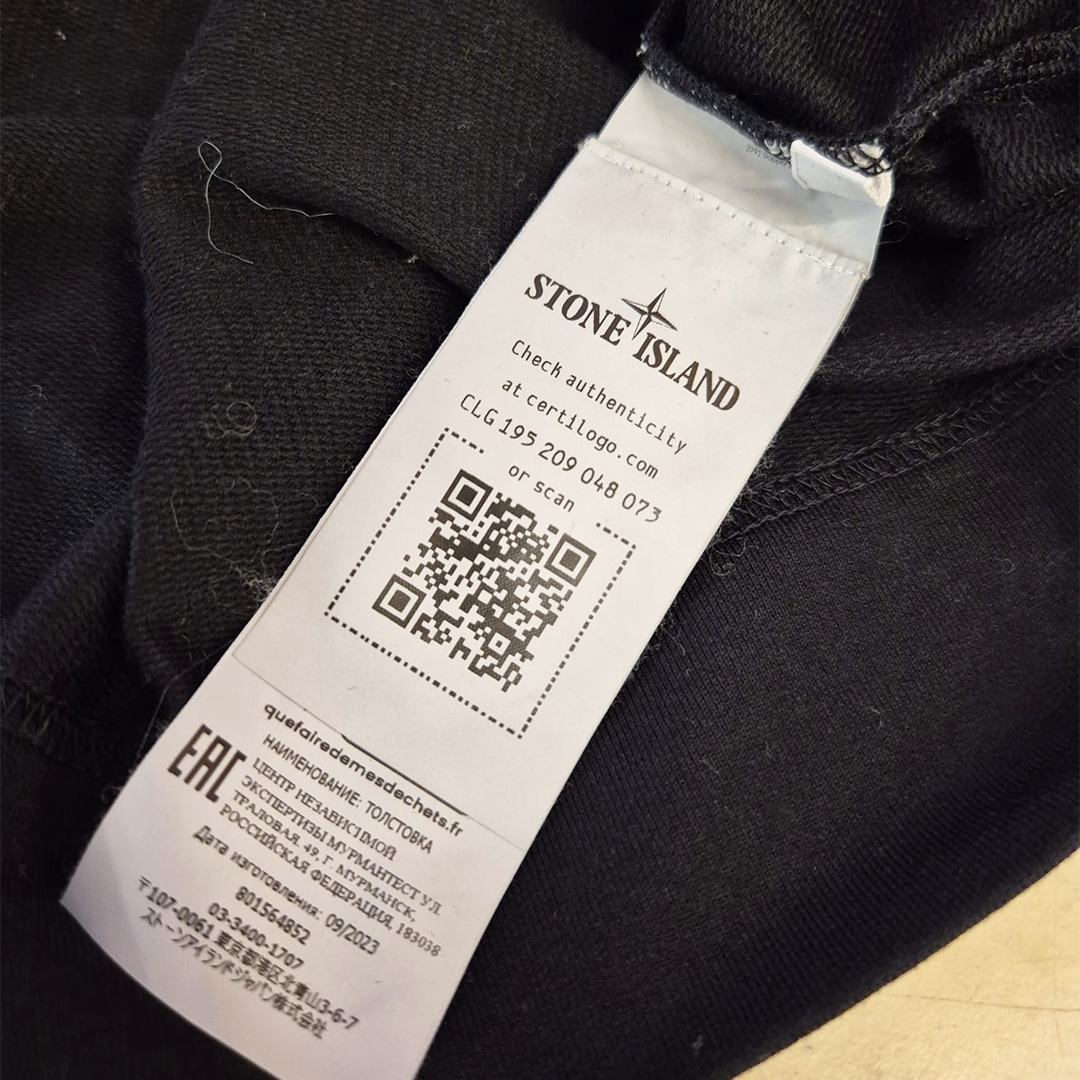 STONE ISLAND
Check authenticity
at certilogo.com
CLG 195 209 048 073
or scan
quefairedemesdechets.fr
EAC
НАИМЕНОВАНИЕ: ТОЛСТОВКА
ЦЕНТР НЕЗАВИСІМОЙ
ЭКСПЕРТИЗЫ МУРМАНТЕСТ УЛ.
ТРАЛОВАЯ, 49, Г. МУРМАНСК,
РОССИЙСКАЯ ФЕДЕРАЦИЯ, 183038
Дата изготовления: 09/2023
801564852
03-3400-1707
〒107-0061 東京都港区北青山3-6-7
ストーンアイランドジャパン株式会社